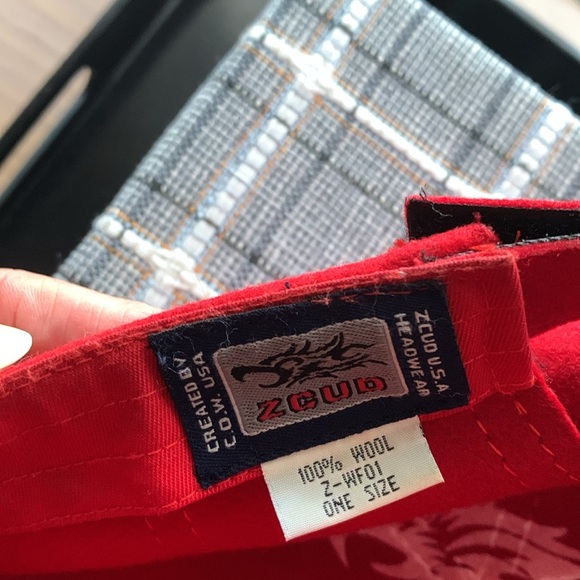 CREATED BY
C.O.W. USA
ZCUD
ZCUD U.S.A
HEADWEAR
100% WOOL
Z-WF01
ONE SIZE